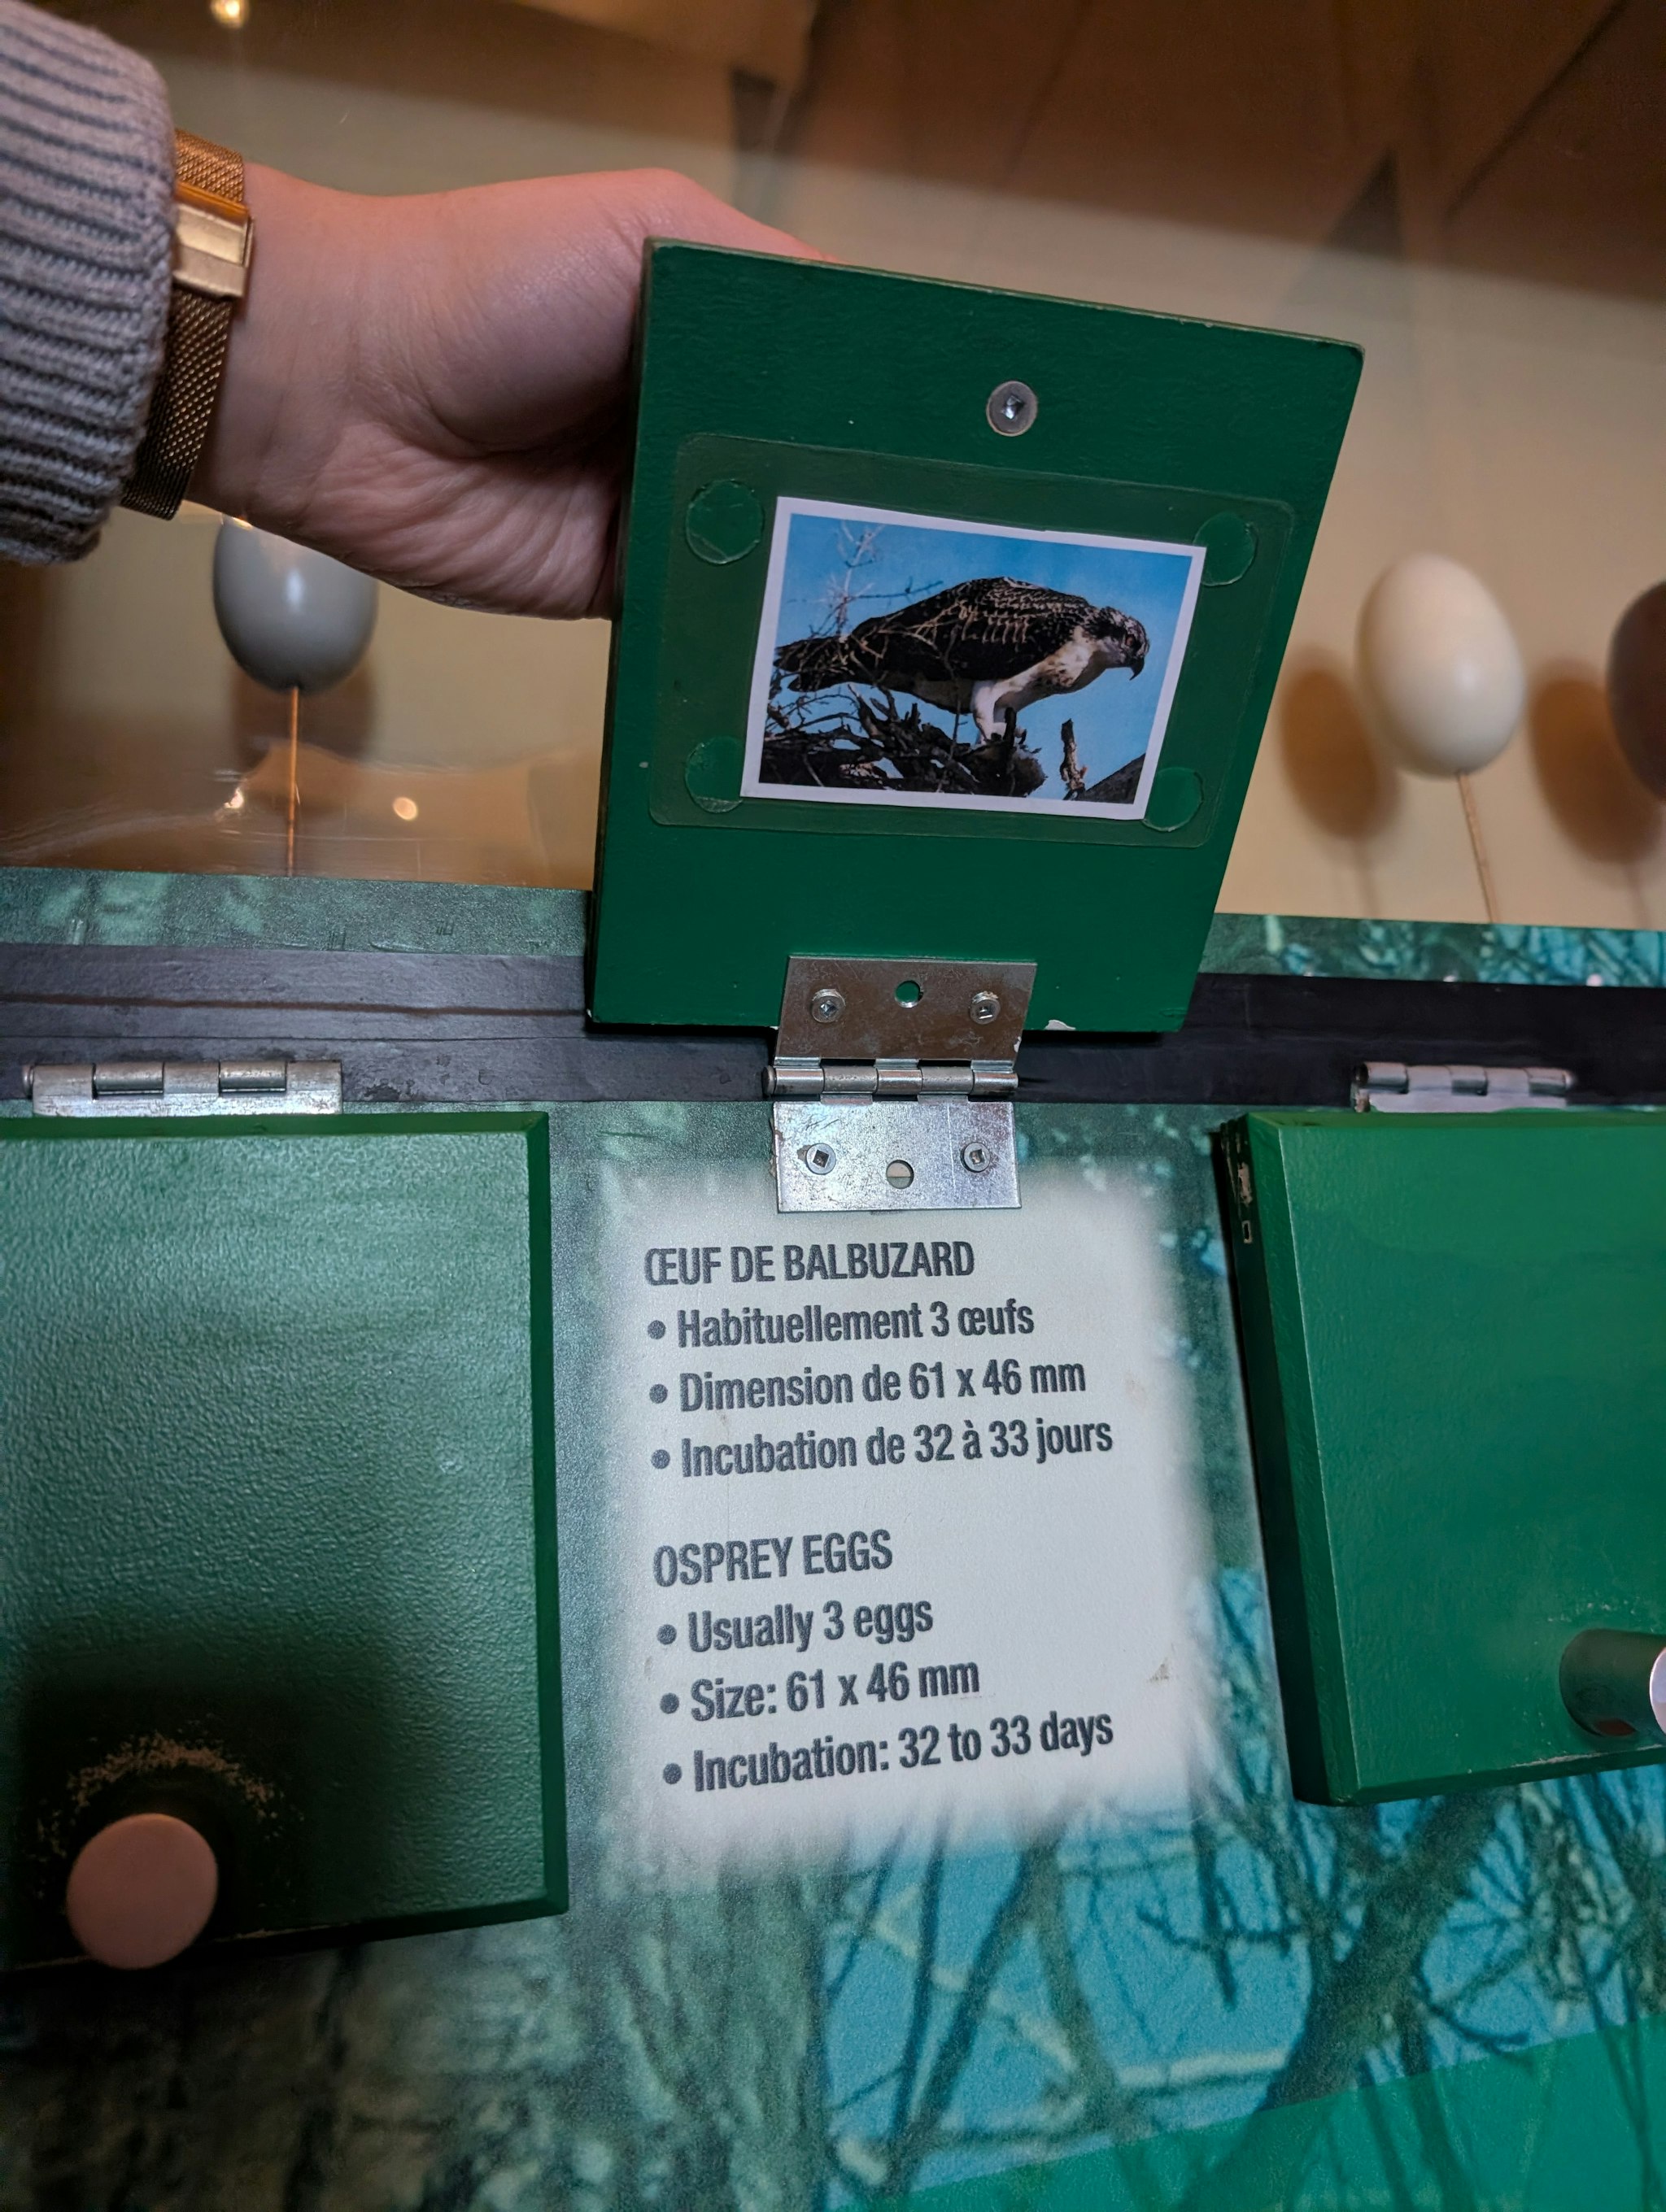 ŒUF DE BALBUZARD
• Habituellement 3 œufs
• Dimension de 61 x 46 mm
• Incubation de 32 à 33 jours
OSPREY EGGS
• Usually 3 eggs
• Size: 61 x 46 mm
• Incubation: 32 to 33 days